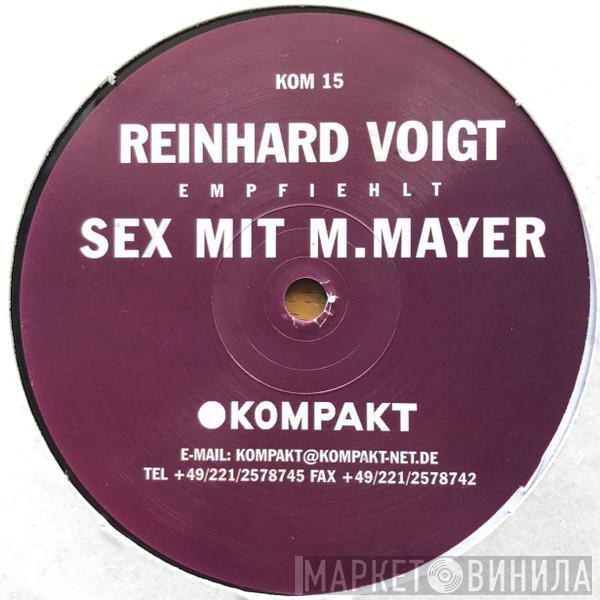 KOM 15
REINHARD VOIGT
EMPFIEHLT
SEX MIT M.MAYER
KOMPAKT
E-MAIL: KOMPAKT@KOMPAKT-NET.DE
TEL +49/221/2578745 FAX +49/221/2578742
МАРКЕТ ВИНИЛА